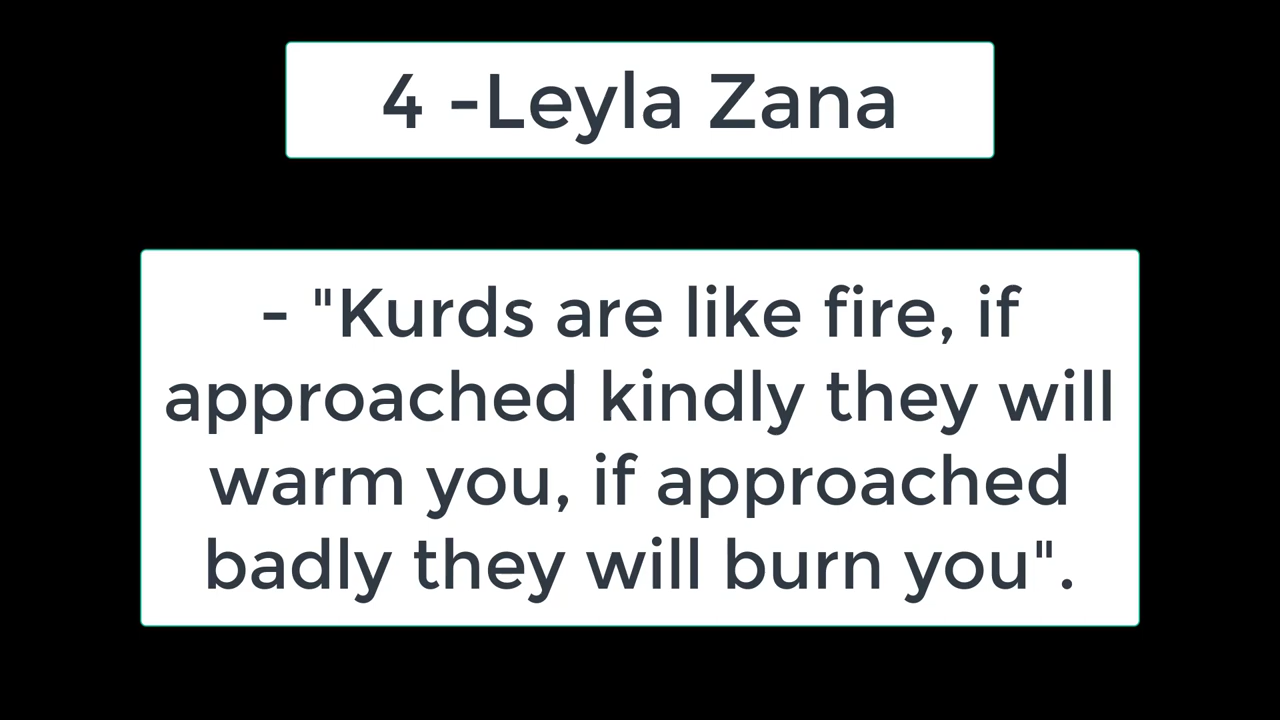 4 -Leyla Zana
- "Kurds are like fire, if
approached kindly they will
warm you, if approached
badly they will burn you".